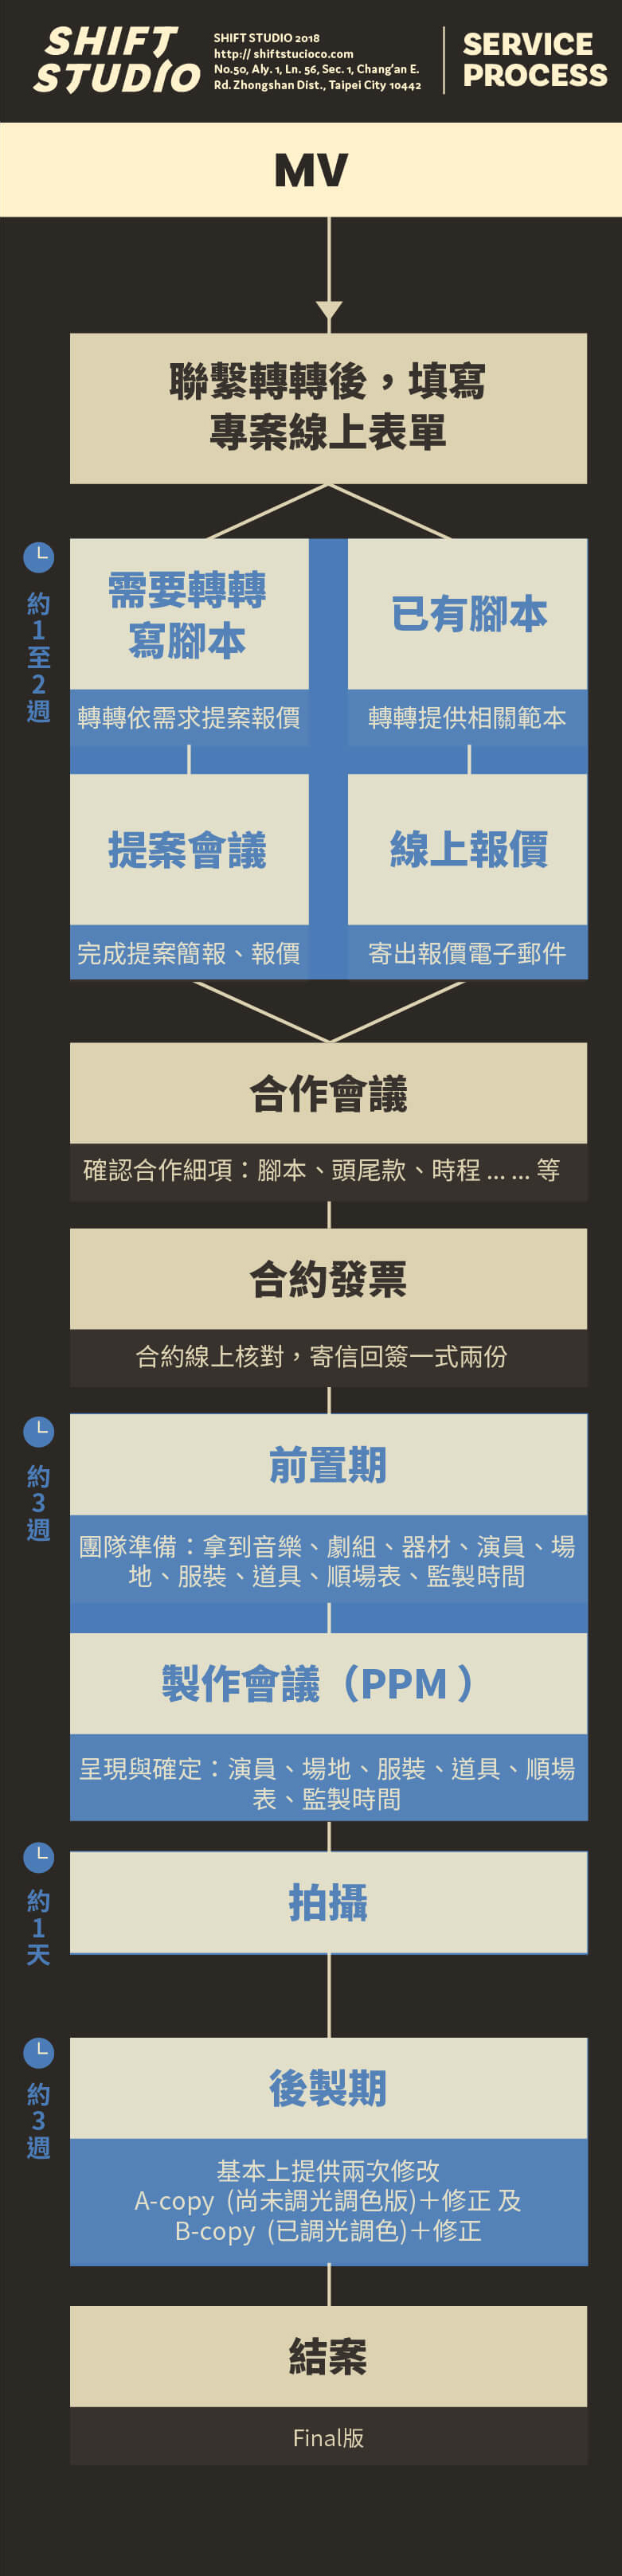 SHIFT
STUDIO
SHIFT STUDIO 2018
http:// shiftstucioco.com
No.50, Aly. 1, Ln. 56, Sec. 1, Chang’an E.
Rd. Zhongshan Dist., Taipei City 10442
SERVICE
PROCESS
MV
聯繫轉轉後，填寫
專案線上表單
約1至2週
需要轉轉
寫腳本
轉轉依需求提案報價
已有腳本
轉轉提供相關範本
提案會議
完成提案簡報、報價
線上報價
寄出報價電子郵件
合作會議
確認合作細項：腳本、頭尾款、時程 ... ... 等
合約發票
合約線上核對，寄信回簽一式兩份
約3週
前置期
團隊準備：拿到音樂、劇組、器材、演員、場
地、服裝、道具、順場表、監製時間
製作會議（PPM ）
呈現與確定：演員、場地、服裝、道具、順場
表、監製時間
約1天
拍攝
約3週
後製期
基本上提供兩次修改
A-copy (尚未調光調色版)＋修正 及
B-copy (已調光調色)＋修正
結案
Final版